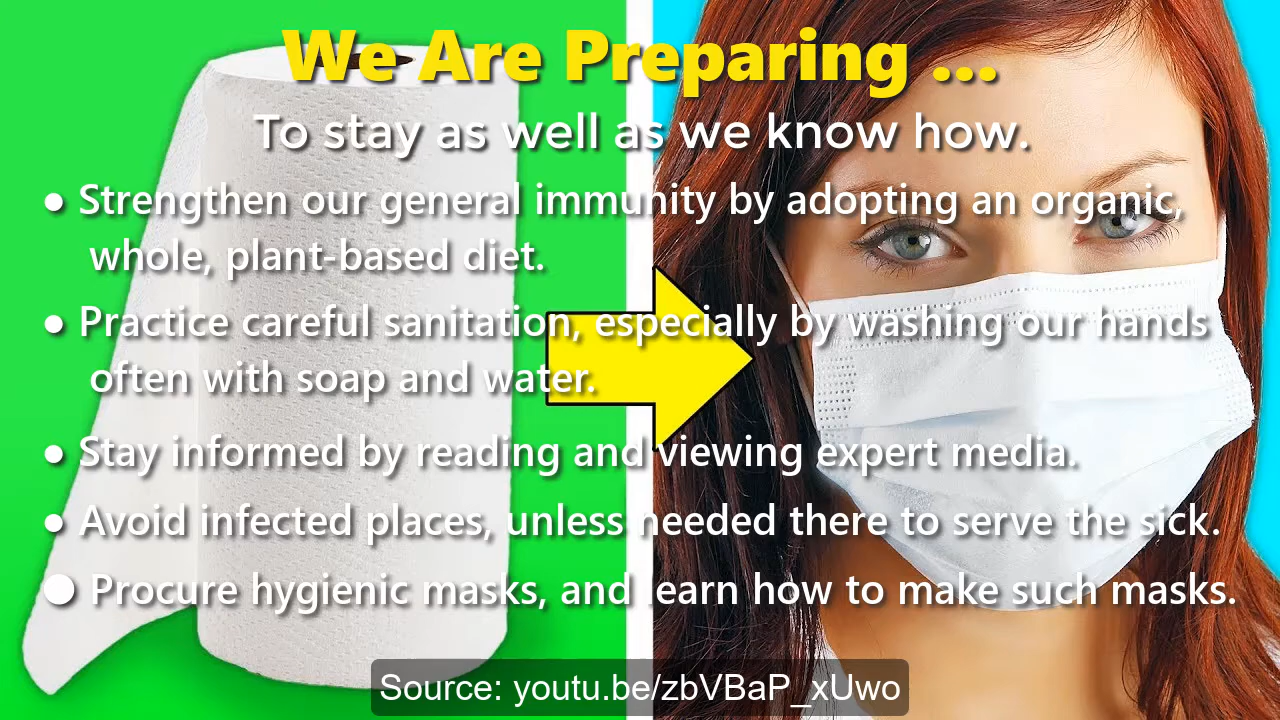 We Are Preparing ...
To stay as well as we know how.
● Strengthen our general immunity by adopting an organic,
whole, plant-based diet.
● Practice careful sanitation, especially by washing our hands
often with soap and water.
● Stay informed by reading and viewing expert media.
● Avoid infected places, unless needed there to serve the sick.
● Procure hygienic masks, and learn how to make such masks.
Source: youtu.be/zbVBaP_xUwo